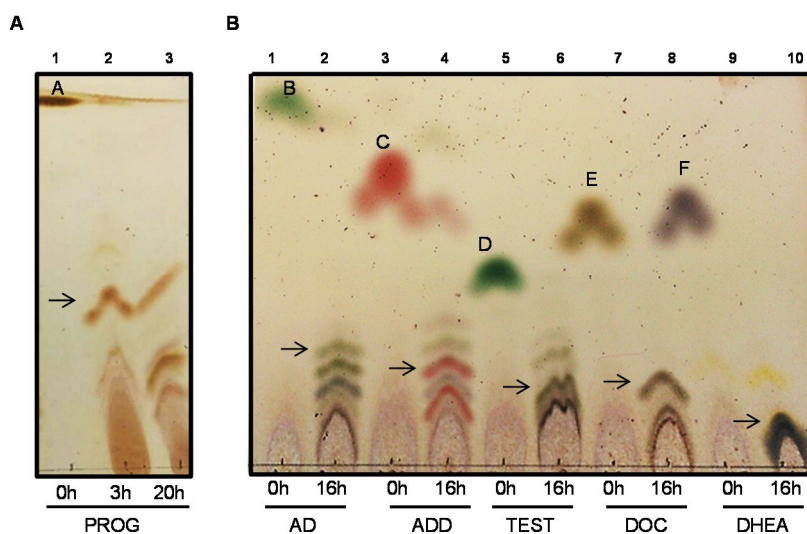 A
B
1 2 3
1 2 3 4 5 6 7 8 9 10
A
B
C
D
E
F
0h 3h 20h
PROG
0h 16h 0h 16h 0h 16h 0h 16h 0h 16h
AD ADD TEST DOC DHEA